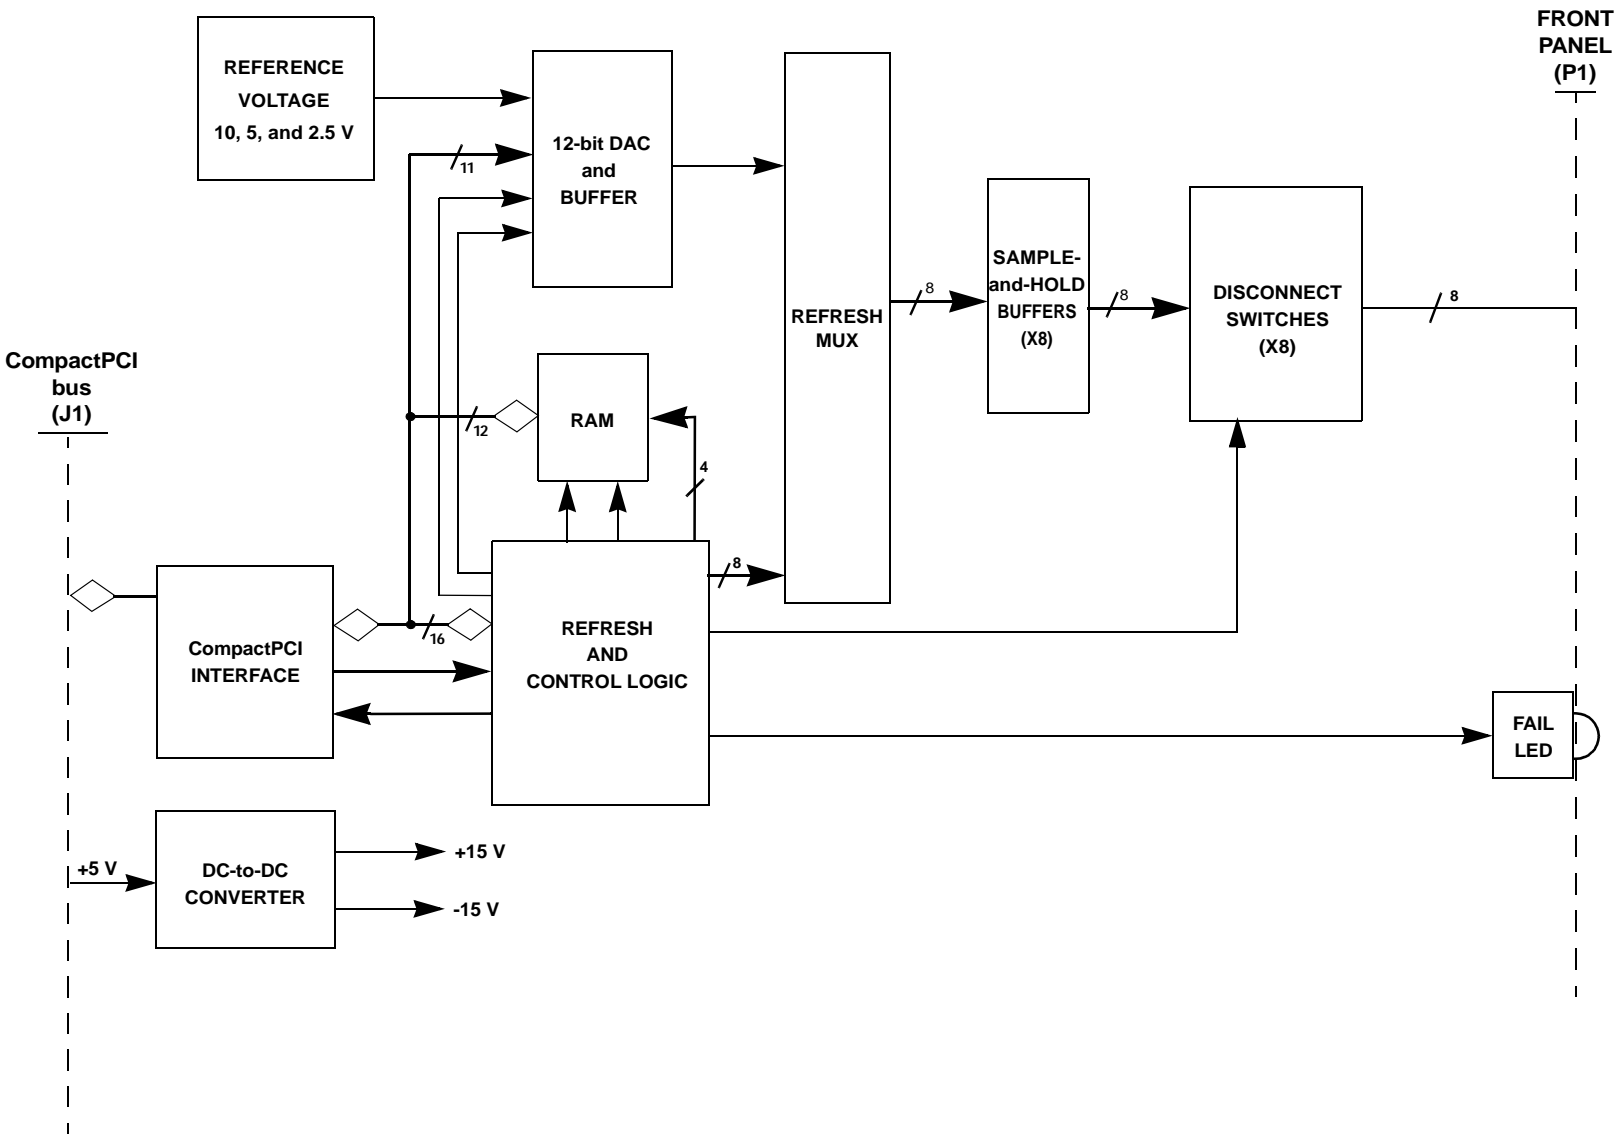 FRONT
PANEL
(P1)
REFERENCE
VOLTAGE
10, 5, and 2.5 V
12-bit DAC
and
BUFFER
11
SAMPLE-
and-HOLD
BUFFERS
(X8)
8
8
DISCONNECT
SWITCHES
(X8)
8
REFRESH
MUX
CompactPCI
bus
(J1)
RAM
12
4
8
16
CompactPCI
INTERFACE
REFRESH
AND
CONTROL LOGIC
FAIL
LED
+5 V
DC-to-DC
CONVERTER
+15 V
-15 V